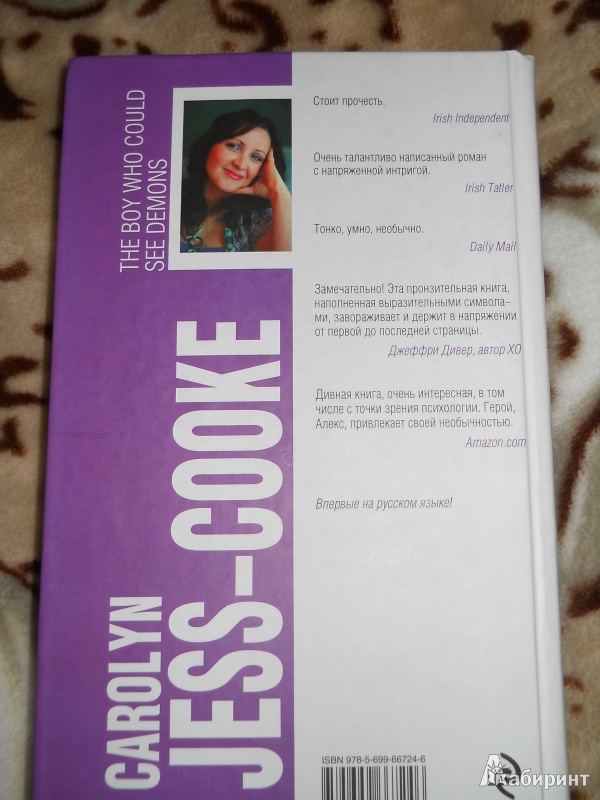 THE BOY WHO COULD
SEE DEMONS
CAROLYN
JESS–COOKE
Стоит прочесть.
Irish Independent
Очень талантливо написанный роман
с напряженной интригой.
Irish Tatler
Тонко, умно, необычно.
Daily Mail
Замечательно! Эта пронзительная книга,
наполненная выразительными символа–
ми, завораживает и держит в напряжении
от первой до последней страницы.
Джеффри Дивер, автор XO
Дивная книга, очень интересная, в том
числе с точки зрения психологии. Герой,
Алекс, привлекает своей необычностью.
Amazon.com
Впервые на русском языке!
ISBN 978-5-699-66724-6
Лабиринт